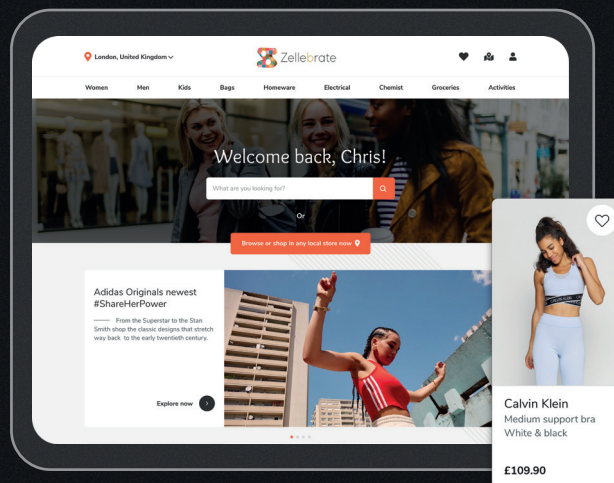 London, United Kingdom
Zellebrate
Women Men Kids Bags Homeware Electrical Chemist Groceries Activities
Welcome back, Chris!
What are you looking for?
Or
Browse or shop in any local store now
Adidas Originals newest
#ShareHerPower
From the Superstar to the Stan
Smith shop the classic designs that stretch
way back to the early twentieth century.
Explore now
CALVIN KLEIN
Calvin Klein
Medium support bra
White & black
£109.90